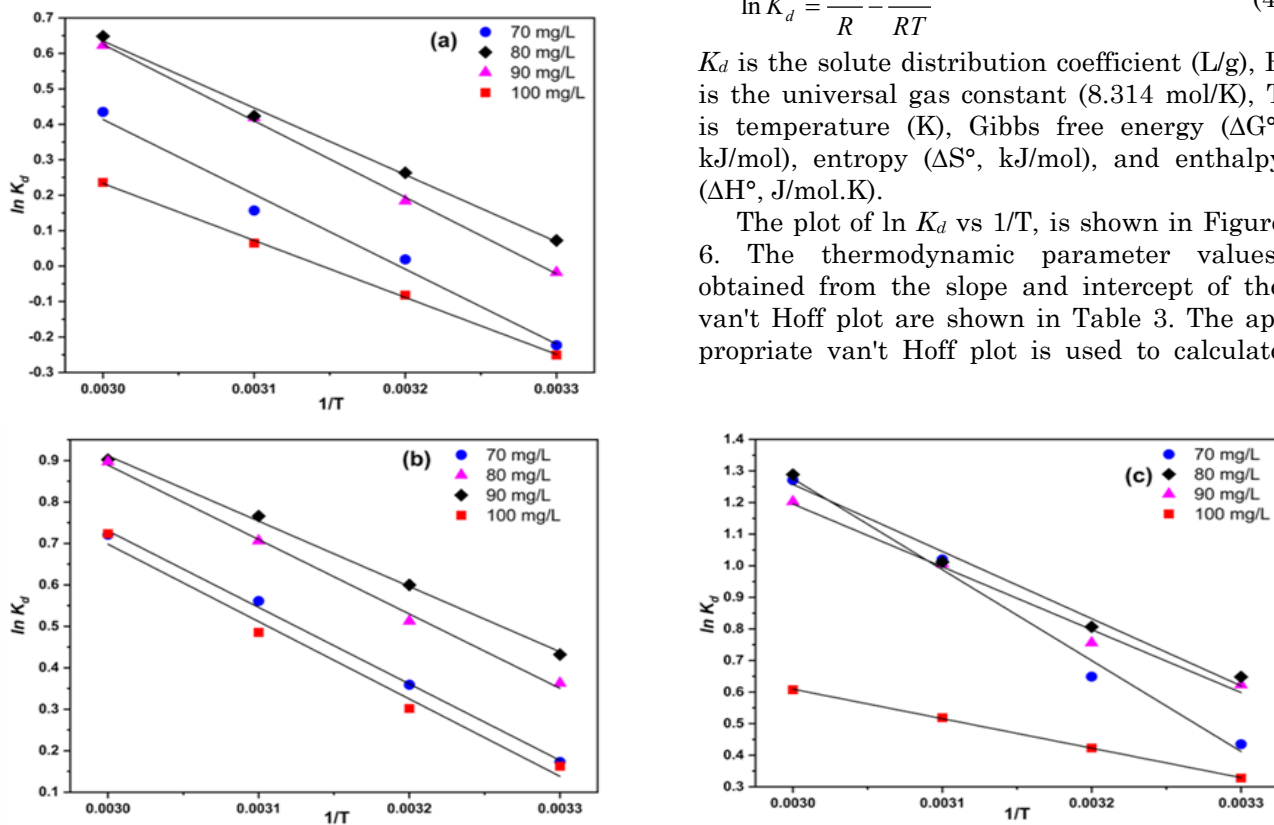 (a)
70 mg/L
80 mg/L
90 mg/L
100 mg/L
0.7
0.6
0.5
0.4
0.3
0.2
0.1
0.0
-0.1
-0.2
-0.3
ln K_d
0.0030 0.0031 0.0032 0.0033
1/T
ln K_d = / R − / RT (4
K_d is the solute distribution coefficient (L/g),
is the universal gas constant (8.314 mol/K), T
is temperature (K), Gibbs free energy (ΔG°
kJ/mol), entropy (ΔS°, kJ/mol), and enthalpy
(ΔH°, J/mol.K).
The plot of ln K_d vs 1/T, is shown in Figure
6. The thermodynamic parameter values
obtained from the slope and intercept of the
van't Hoff plot are shown in Table 3. The ap-
propriate van't Hoff plot is used to calculate
(b)
70 mg/L
80 mg/L
90 mg/L
100 mg/L
0.9
0.8
0.7
0.6
0.5
0.4
0.3
0.2
0.1
ln K_d
0.0030 0.0031 0.0032 0.0033
1/T
(c)
70 mg/L
80 mg/L
90 mg/L
100 mg/L
1.4
1.3
1.2
1.1
1.0
0.9
0.8
0.7
0.6
0.5
0.4
0.3
ln K_d
0.0030 0.0031 0.0032 0.0033
1/T